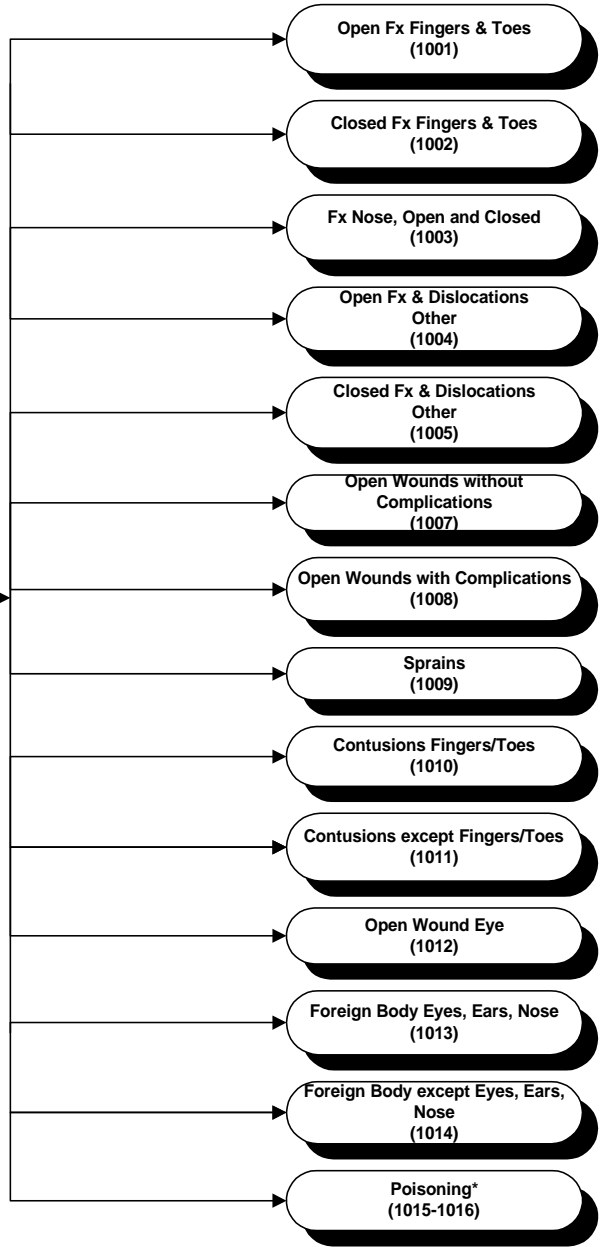 Open Fx Fingers & Toes
(1001)
Closed Fx Fingers & Toes
(1002)
Fx Nose, Open and Closed
(1003)
Open Fx & Dislocations
Other
(1004)
Closed Fx & Dislocations
Other
(1005)
Open Wounds without
Complications
(1007)
Open Wounds with Complications
(1008)
Sprains
(1009)
Contusions Fingers/Toes
(1010)
Contusions except Fingers/Toes
(1011)
Open Wound Eye
(1012)
Foreign Body Eyes, Ears, Nose
(1013)
Foreign Body except Eyes, Ears,
Nose
(1014)
Poisoning*
(1015-1016)